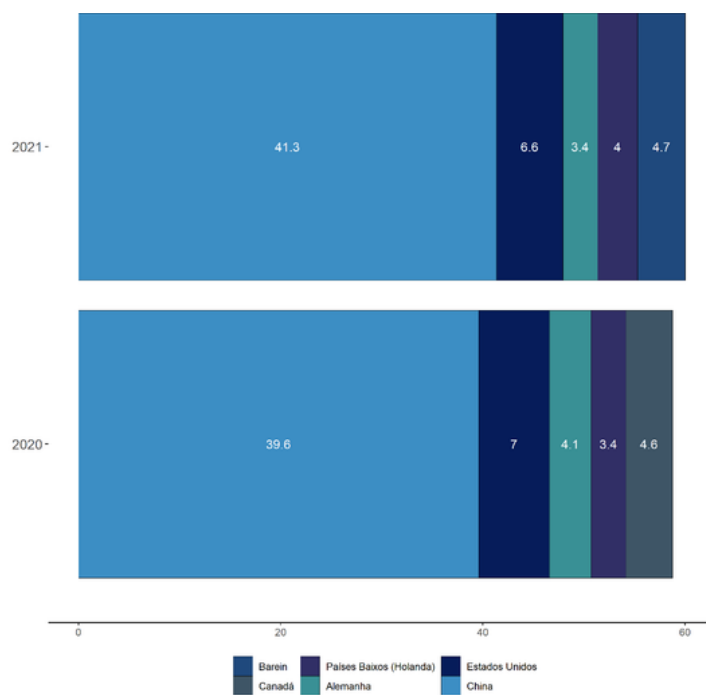 2021
41.3 6.6 3.4 4 4.7
2020
39.6 7 4.1 3.4 4.6
0 20 40 60
Barein Países Baixos (Holanda) Estados Unidos
Canadá Alemanha China